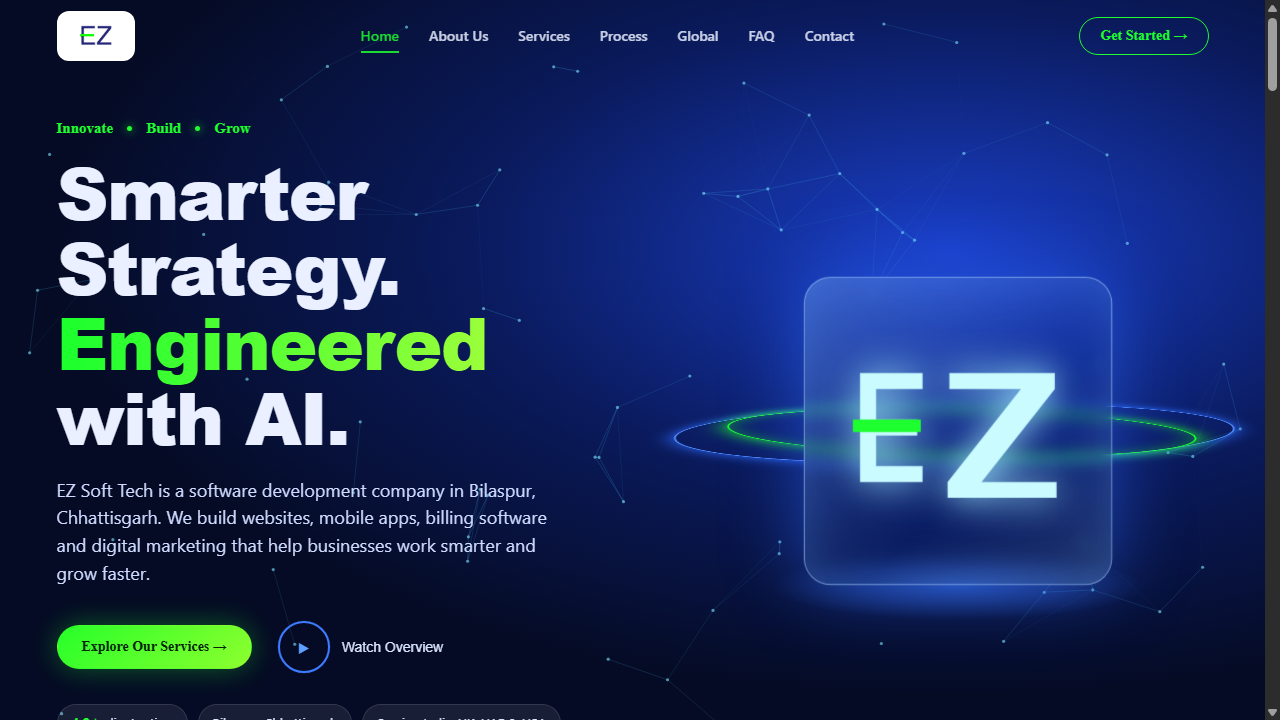 EZ
Home
About Us
Services
Process
Global
FAQ
Contact
Get Started →
Innovate • Build • Grow
Smarter
Strategy.
Engineered
with AI.
EZ Soft Tech is a software development company in Bilaspur,
Chhattisgarh. We build websites, mobile apps, billing software
and digital marketing that help businesses work smarter and
grow faster.
Explore Our Services →
Watch Overview
EZ